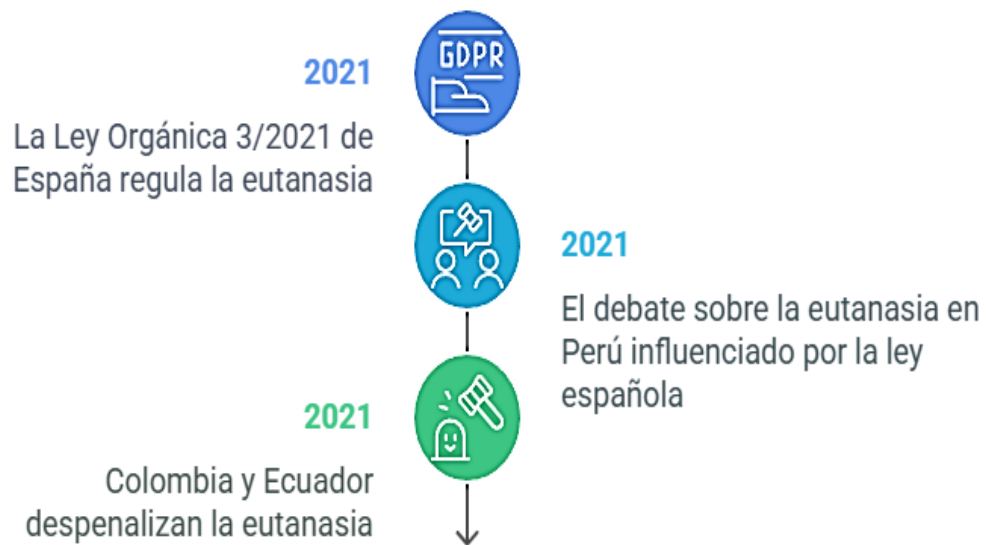 GDPR
2021
La Ley Orgánica 3/2021 de
España regula la eutanasia
2021
El debate sobre la eutanasia en
Perú influenciado por la ley
española
2021
Colombia y Ecuador
despenalizan la eutanasia